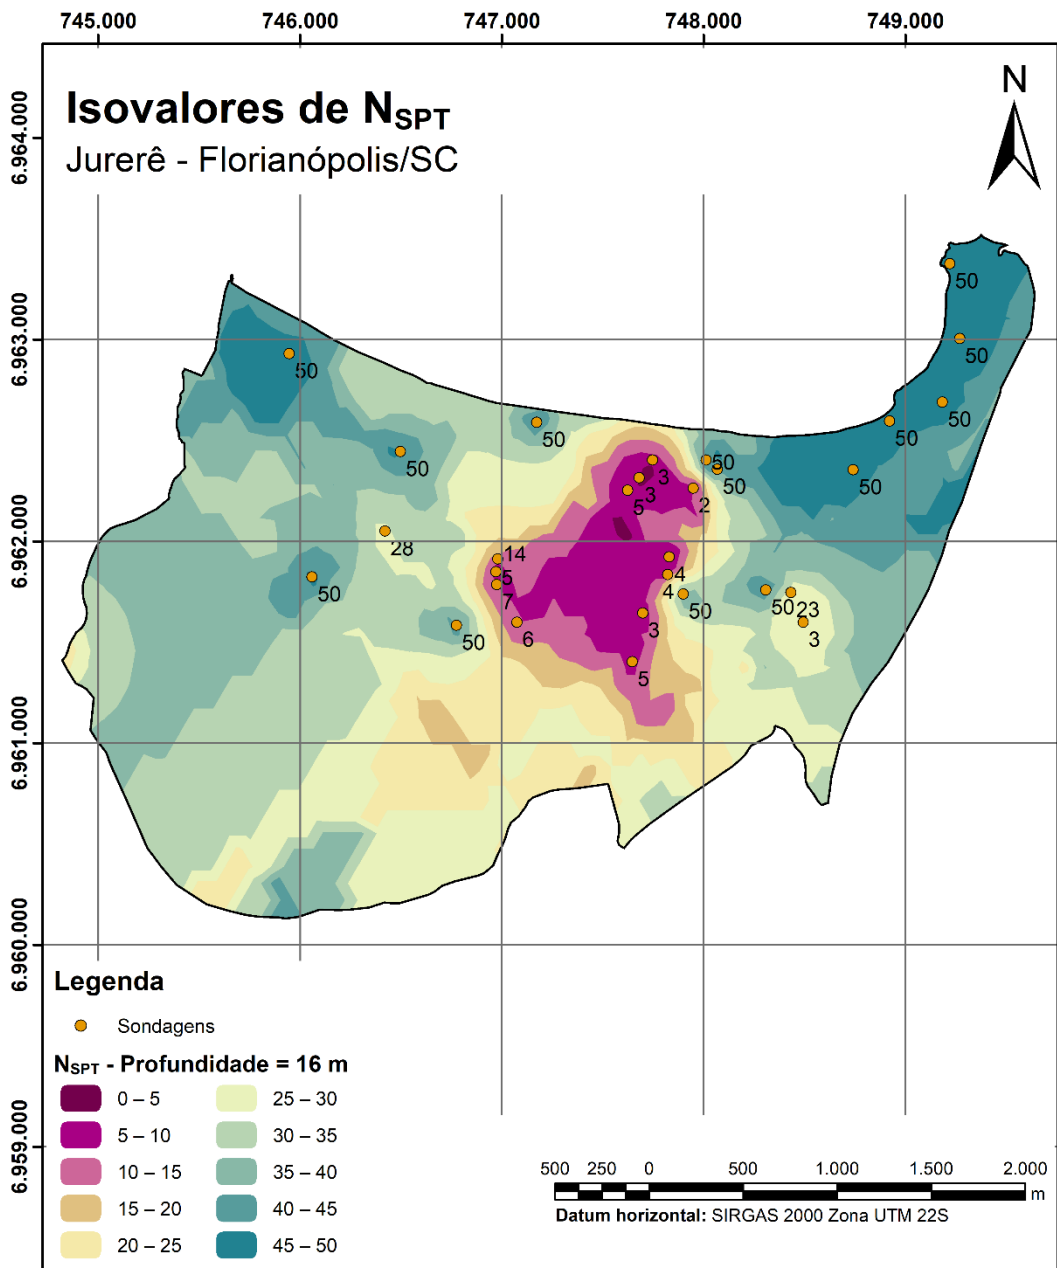 745.000 746.000 747.000 748.000 749.000
Isovalores de NSPT
Jurerê - Florianópolis/SC
N
6.964.000
6.963.000
6.962.000
6.961.000
6.960.000
6.959.000
50
50
50
50
50
50
50
50
50
50
3
3
5
2
28
14
5
7
6
50
50
4
4
50
3
5
50
23
3
Legenda
Sondagens
NSPT - Profundidade = 16 m
0 – 5 25 – 30
5 – 10 30 – 35
10 – 15 35 – 40
15 – 20 40 – 45
20 – 25 45 – 50
500 250 0 500 1.000 1.500 2.000
m
Datum horizontal: SIRGAS 2000 Zona UTM 22S